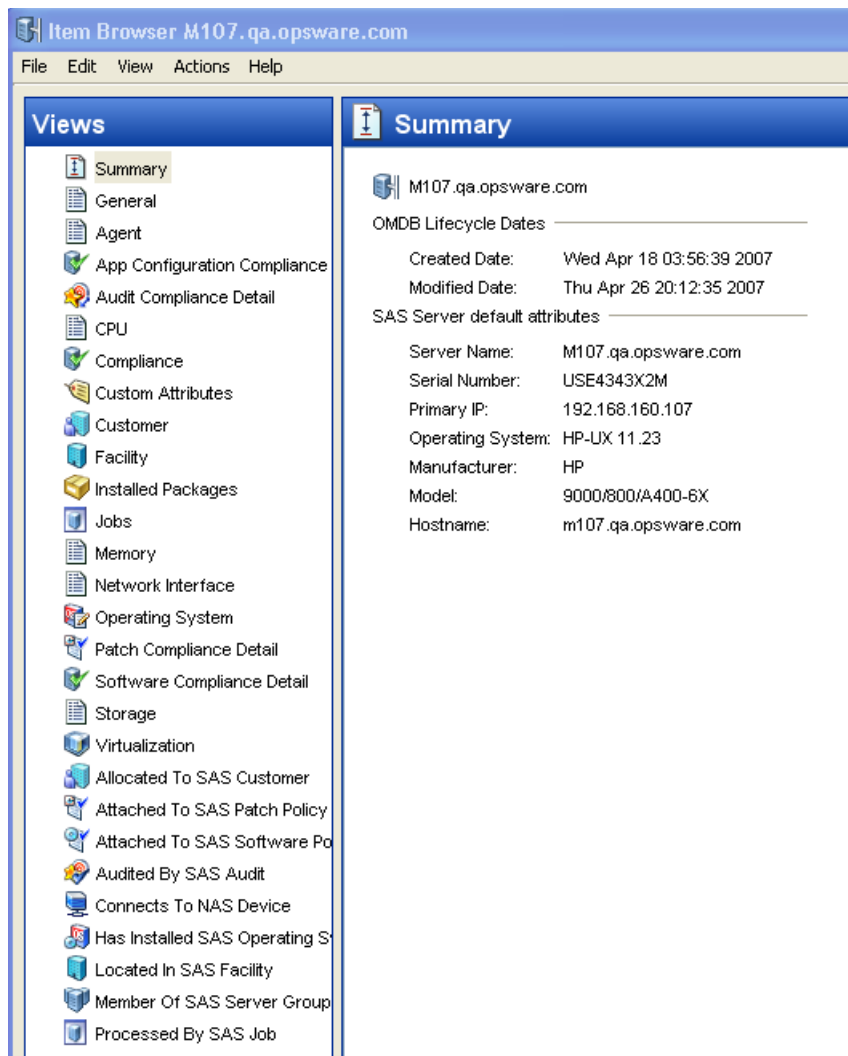 Item Browser M107.qa.opsware.com
File Edit View Actions Help
Views
Summary
General
Agent
App Configuration Compliance
Audit Compliance Detail
CPU
Compliance
Custom Attributes
Customer
Facility
Installed Packages
Jobs
Memory
Network Interface
Operating System
Patch Compliance Detail
Software Compliance Detail
Storage
Virtualization
Allocated To SAS Customer
Attached To SAS Patch Policy
Attached To SAS Software Po
Audited By SAS Audit
Connects To NAS Device
Has Installed SAS Operating S
Located In SAS Facility
Member Of SAS Server Group
Processed By SAS Job
Summary
M107.qa.opsware.com
OMDB Lifecycle Dates
Created Date: Wed Apr 18 03:56:39 2007
Modified Date: Thu Apr 26 20:12:35 2007
SAS Server default attributes
Server Name: M107.qa.opsware.com
Serial Number: USE4343X2M
Primary IP: 192.168.160.107
Operating System: HP-UX 11.23
Manufacturer: HP
Model: 9000/800/A400-6X
Hostname: m107.qa.opsware.com